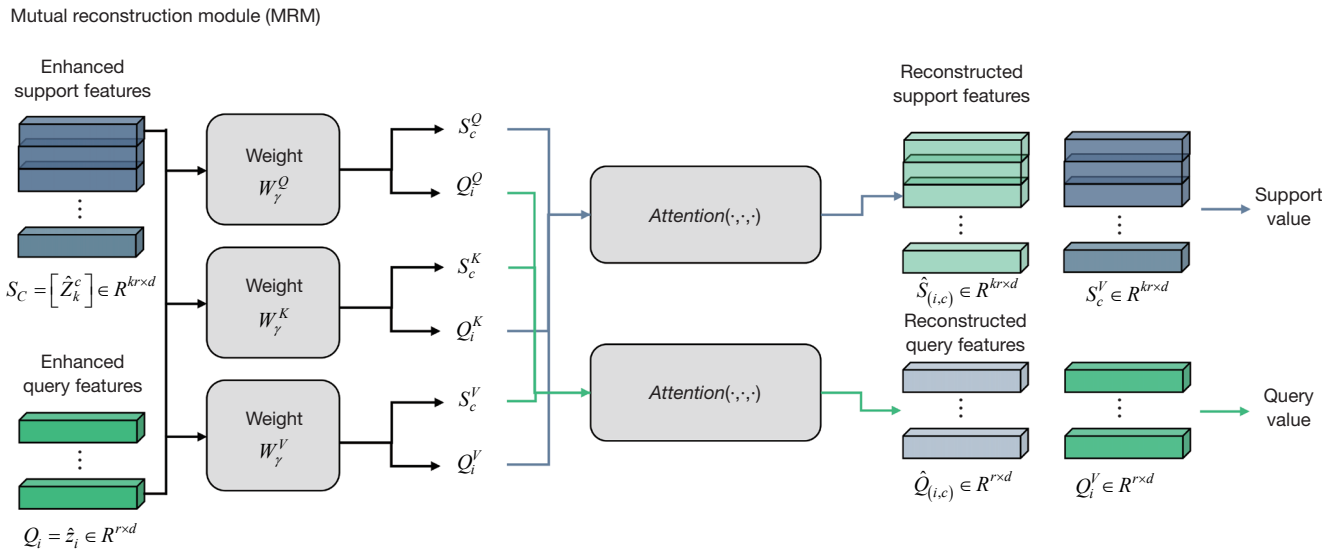 Mutual reconstruction module (MRM)
Enhanced
support features
⋮
S_C = [Ẑ_k^c] ∈ R^{kr×d}
Enhanced
query features
⋮
Q_i = ẑ_i ∈ R^{r×d}
Weight
W_γ^Q
Weight
W_γ^K
Weight
W_γ^V
S_c^Q
Q_i^Q
S_c^K
Q_i^K
S_c^V
Q_i^V
Attention(·,·,·)
Attention(·,·,·)
Reconstructed
support features
⋮ ⋮
Ŝ_{(i,c)} ∈ R^{kr×d} S_c^V ∈ R^{kr×d}
Support
value
Reconstructed
query features
⋮ ⋮
Q̂_{(i,c)} ∈ R^{r×d} Q_i^V ∈ R^{r×d}
Query
value